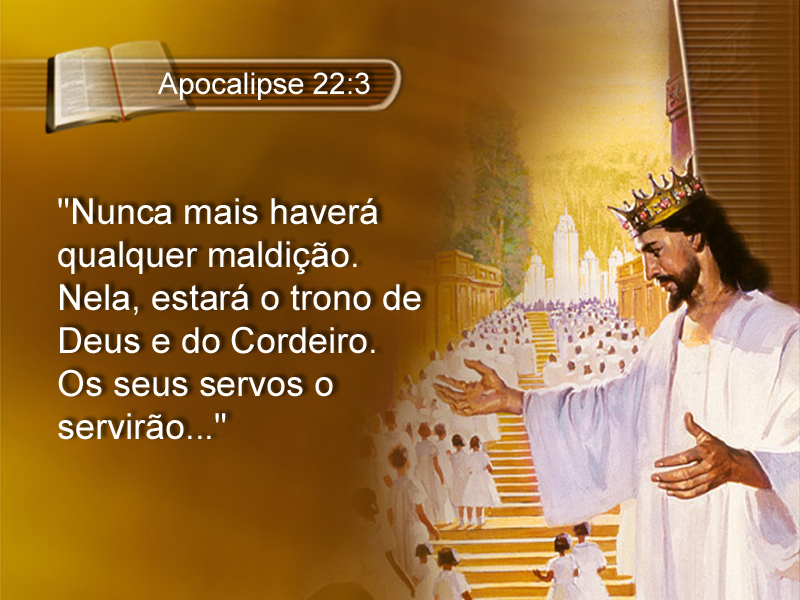 Apocalipse 22:3
"Nunca mais haverá
qualquer maldição.
Nela, estará o trono de
Deus e do Cordeiro.
Os seus servos o
servirão..."